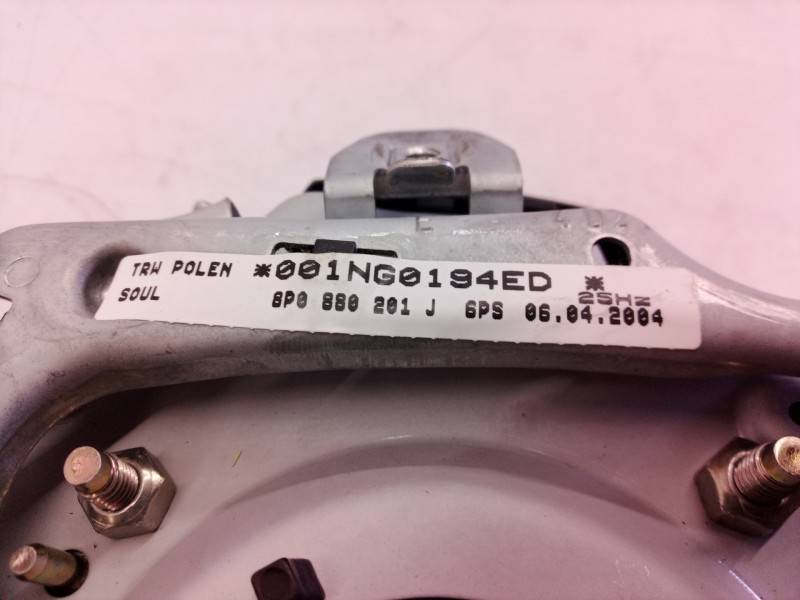 TRW POLEN *001NG0194ED *
SOUL 8P0 880 201 J 6PS 06.04.2004 25Hz